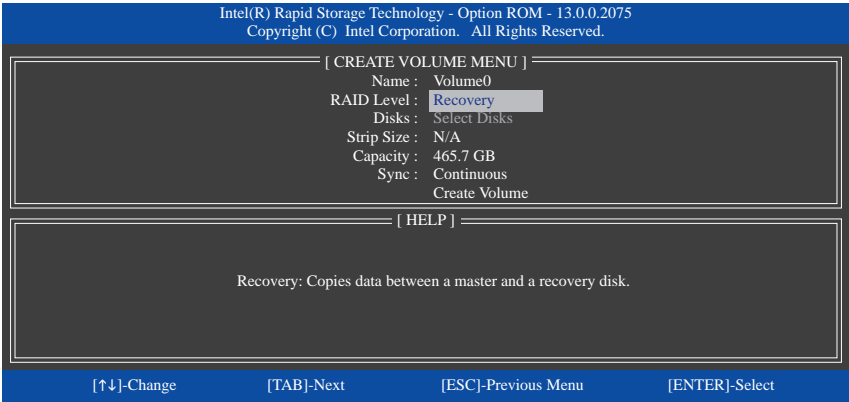 Intel(R) Rapid Storage Technology - Option ROM - 13.0.0.2075
Copyright (C) Intel Corporation. All Rights Reserved.
[ CREATE VOLUME MENU ]
Name : Volume0
RAID Level : Recovery
Disks : Select Disks
Strip Size : N/A
Capacity : 465.7 GB
Sync : Continuous
Create Volume
[ HELP ]
Recovery: Copies data between a master and a recovery disk.
[↑↓]-Change [TAB]-Next [ESC]-Previous Menu [ENTER]-Select